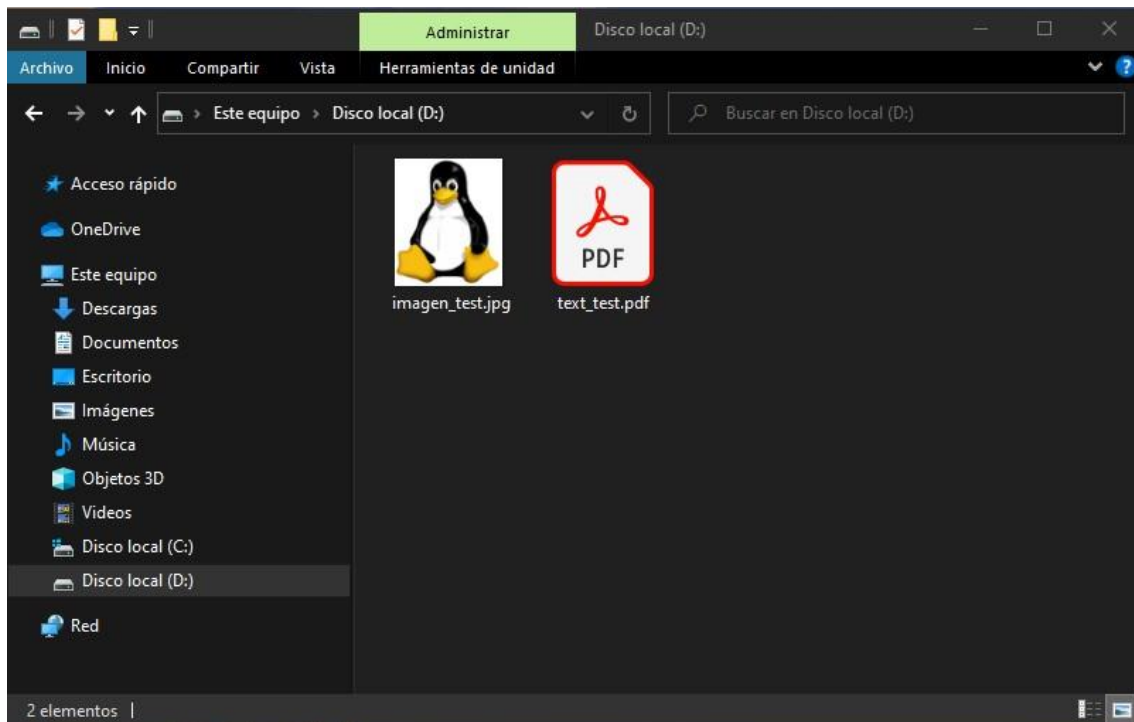 Administrar Disco local (D:)
Archivo Inicio Compartir Vista Herramientas de unidad ?
Este equipo > Disco local (D:) Buscar en Disco local (D:)
Acceso rápido
OneDrive
Este equipo
Descargas
Documentos
Escritorio
Imágenes
Música
Objetos 3D
Videos
Disco local (C:)
Disco local (D:)
Red
PDF
imagen_test.jpg text_test.pdf
2 elementos